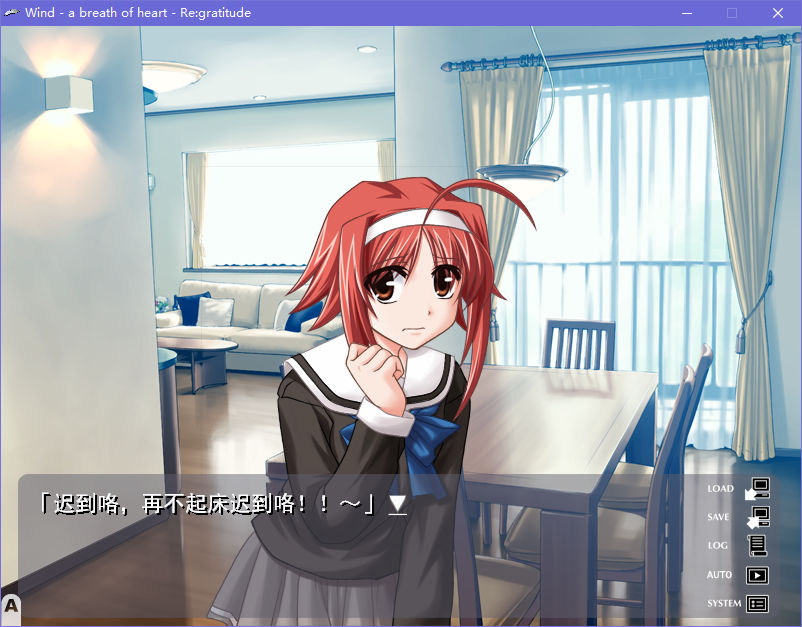 Wind - a breath of heart - Re:gratitude
「迟到咯，再不起床迟到咯！！～」
LOAD
SAVE
LOG
AUTO
SYSTEM
A